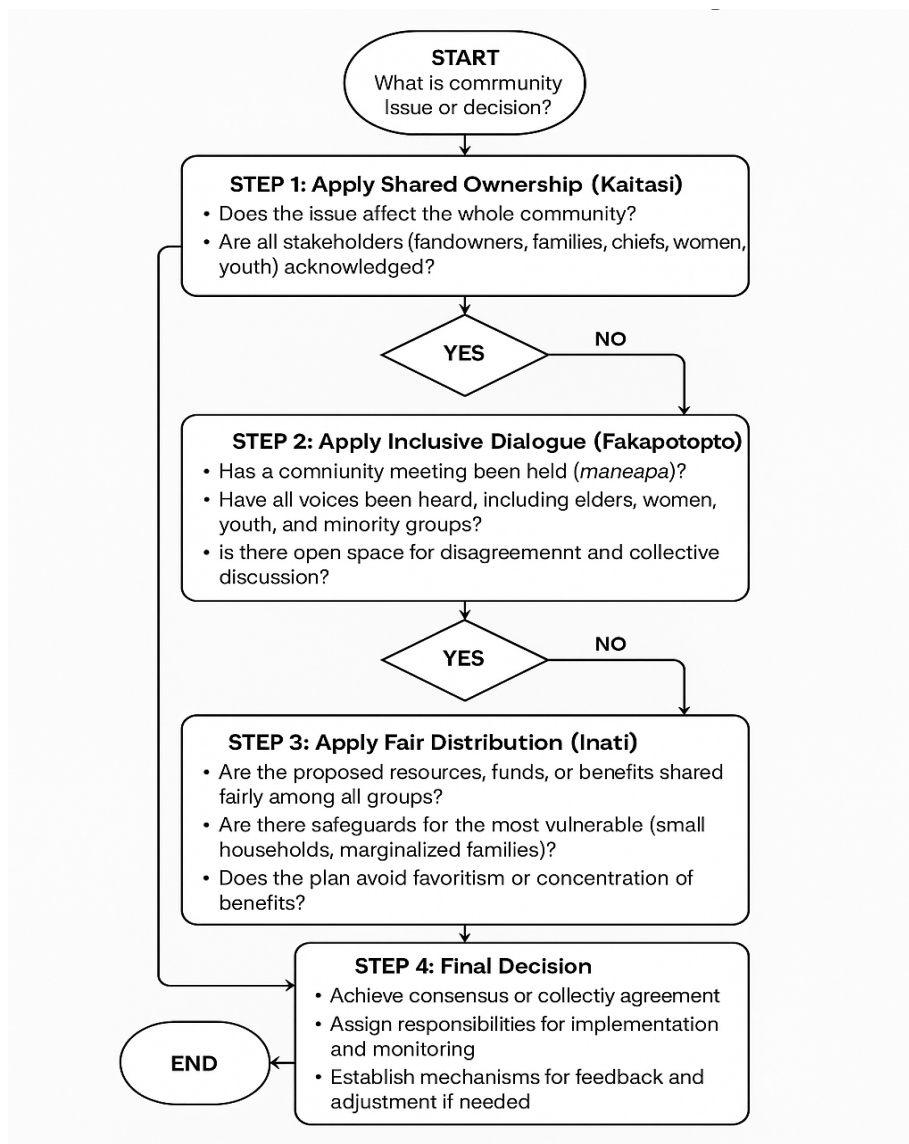 START
What is comrmunity
Issue or decision?
STEP 1: Apply Shared Ownership (Kaitasi)
• Does the issue affect the whole community?
• Are all stakeholders (fandowners, families, chiefs, women,
youth) acknowledged?
YES
NO
STEP 2: Apply Inclusive Dialogue (Fakapotopto)
• Has a comniunity meeting been held (maneapa)?
• Have all voices been heard, including elders, women,
youth, and minority groups?
• is there open space for disagreemennt and collective
discussion?
YES
NO
STEP 3: Apply Fair Distribution (Inati)
• Are the proposed resources, funds, or benefits shared
fairly among all groups?
• Are there safeguards for the most vulnerable (small
households, marginalized families)?
• Does the plan avoid favoritism or concentration of
benefits?
STEP 4: Final Decision
• Achieve consensus or collectiy agreement
• Assign responsibilities for implementation
and monitoring
• Establish mechanisms for feedback and
adjustment if needed
END